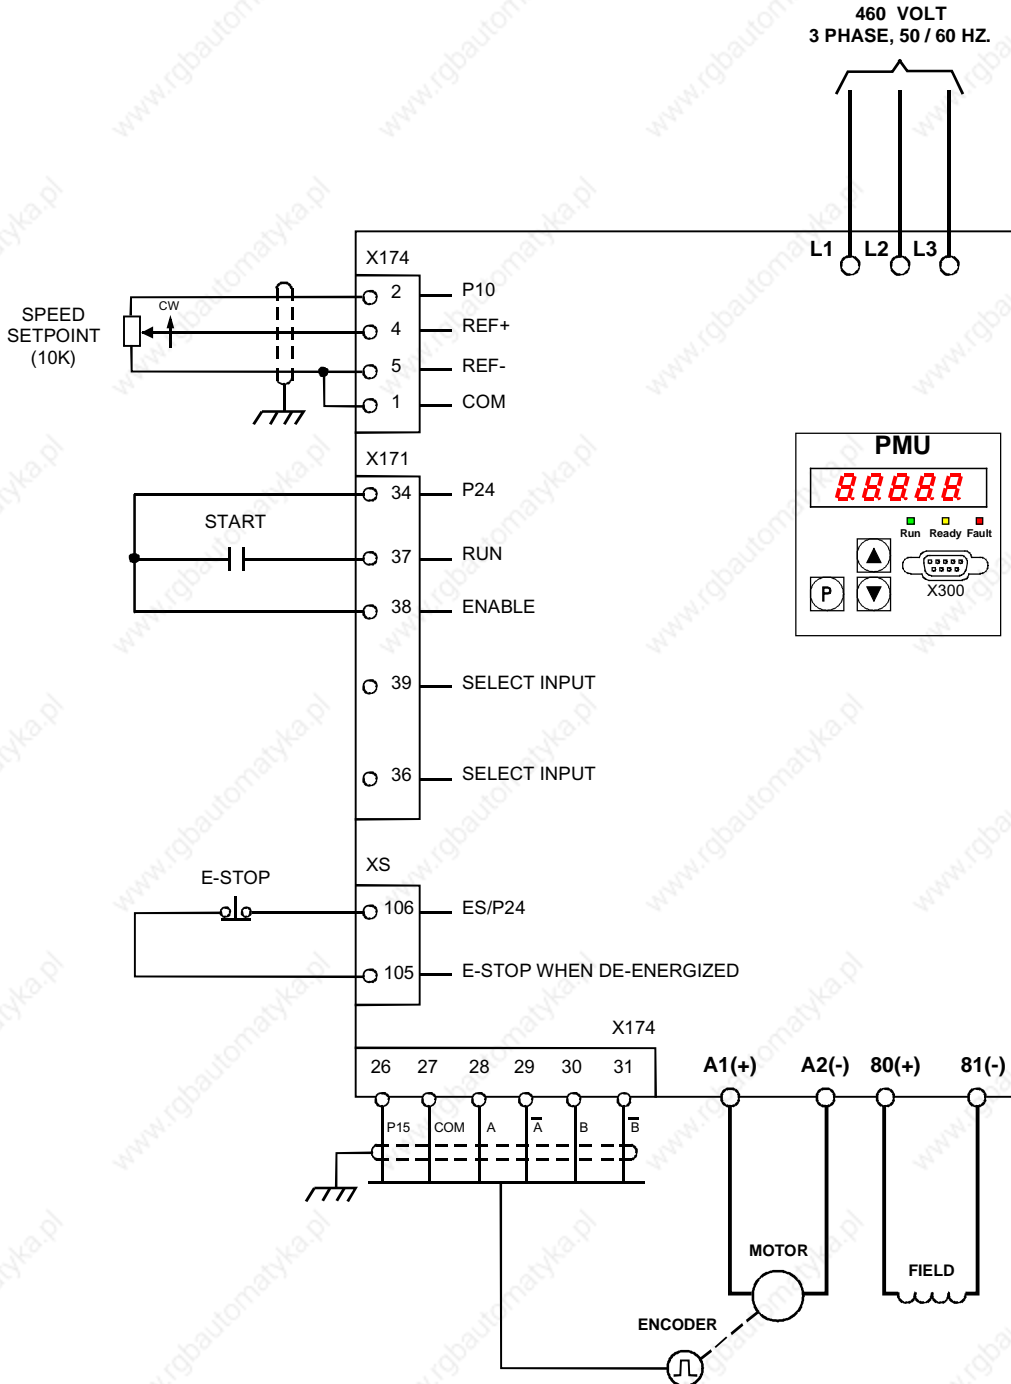 460 VOLT
3 PHASE, 50 / 60 HZ.
L1 L2 L3
X174
2 P10
SPEED
SETPOINT
(10K)
CW
4 REF+
5 REF-
1 COM
X171
34 P24
START
37 RUN
38 ENABLE
39 SELECT INPUT
36 SELECT INPUT
PMU
88888
Run Ready Fault
P
X300
XS
E-STOP
106 ES/P24
105 E-STOP WHEN DE-ENERGIZED
X174
26 27 28 29 30 31
P15 COM A A̅ B B̅
A1(+) A2(-) 80(+) 81(-)
MOTOR
FIELD
ENCODER
www.rgbautomatyka.pl